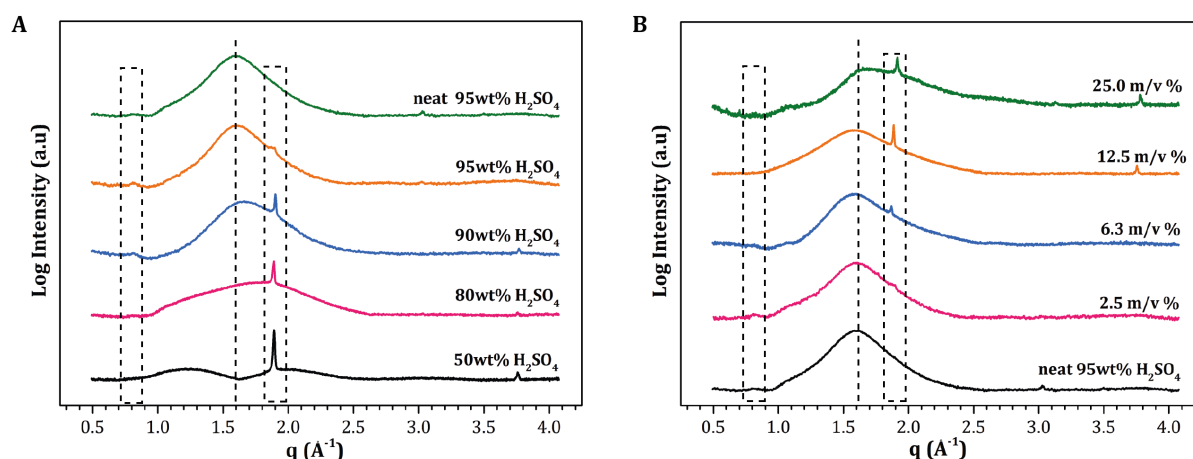 A
Log Intensity (a.u)
neat 95wt% H₂SO₄
95wt% H₂SO₄
90wt% H₂SO₄
80wt% H₂SO₄
50wt% H₂SO₄
0.5 1.0 1.5 2.0 2.5 3.0 3.5 4.0
q (Å⁻¹)
B
Log Intensity (a.u)
25.0 m/v %
12.5 m/v %
6.3 m/v %
2.5 m/v %
neat 95wt% H₂SO₄
0.5 1.0 1.5 2.0 2.5 3.0 3.5 4.0
q (Å⁻¹)